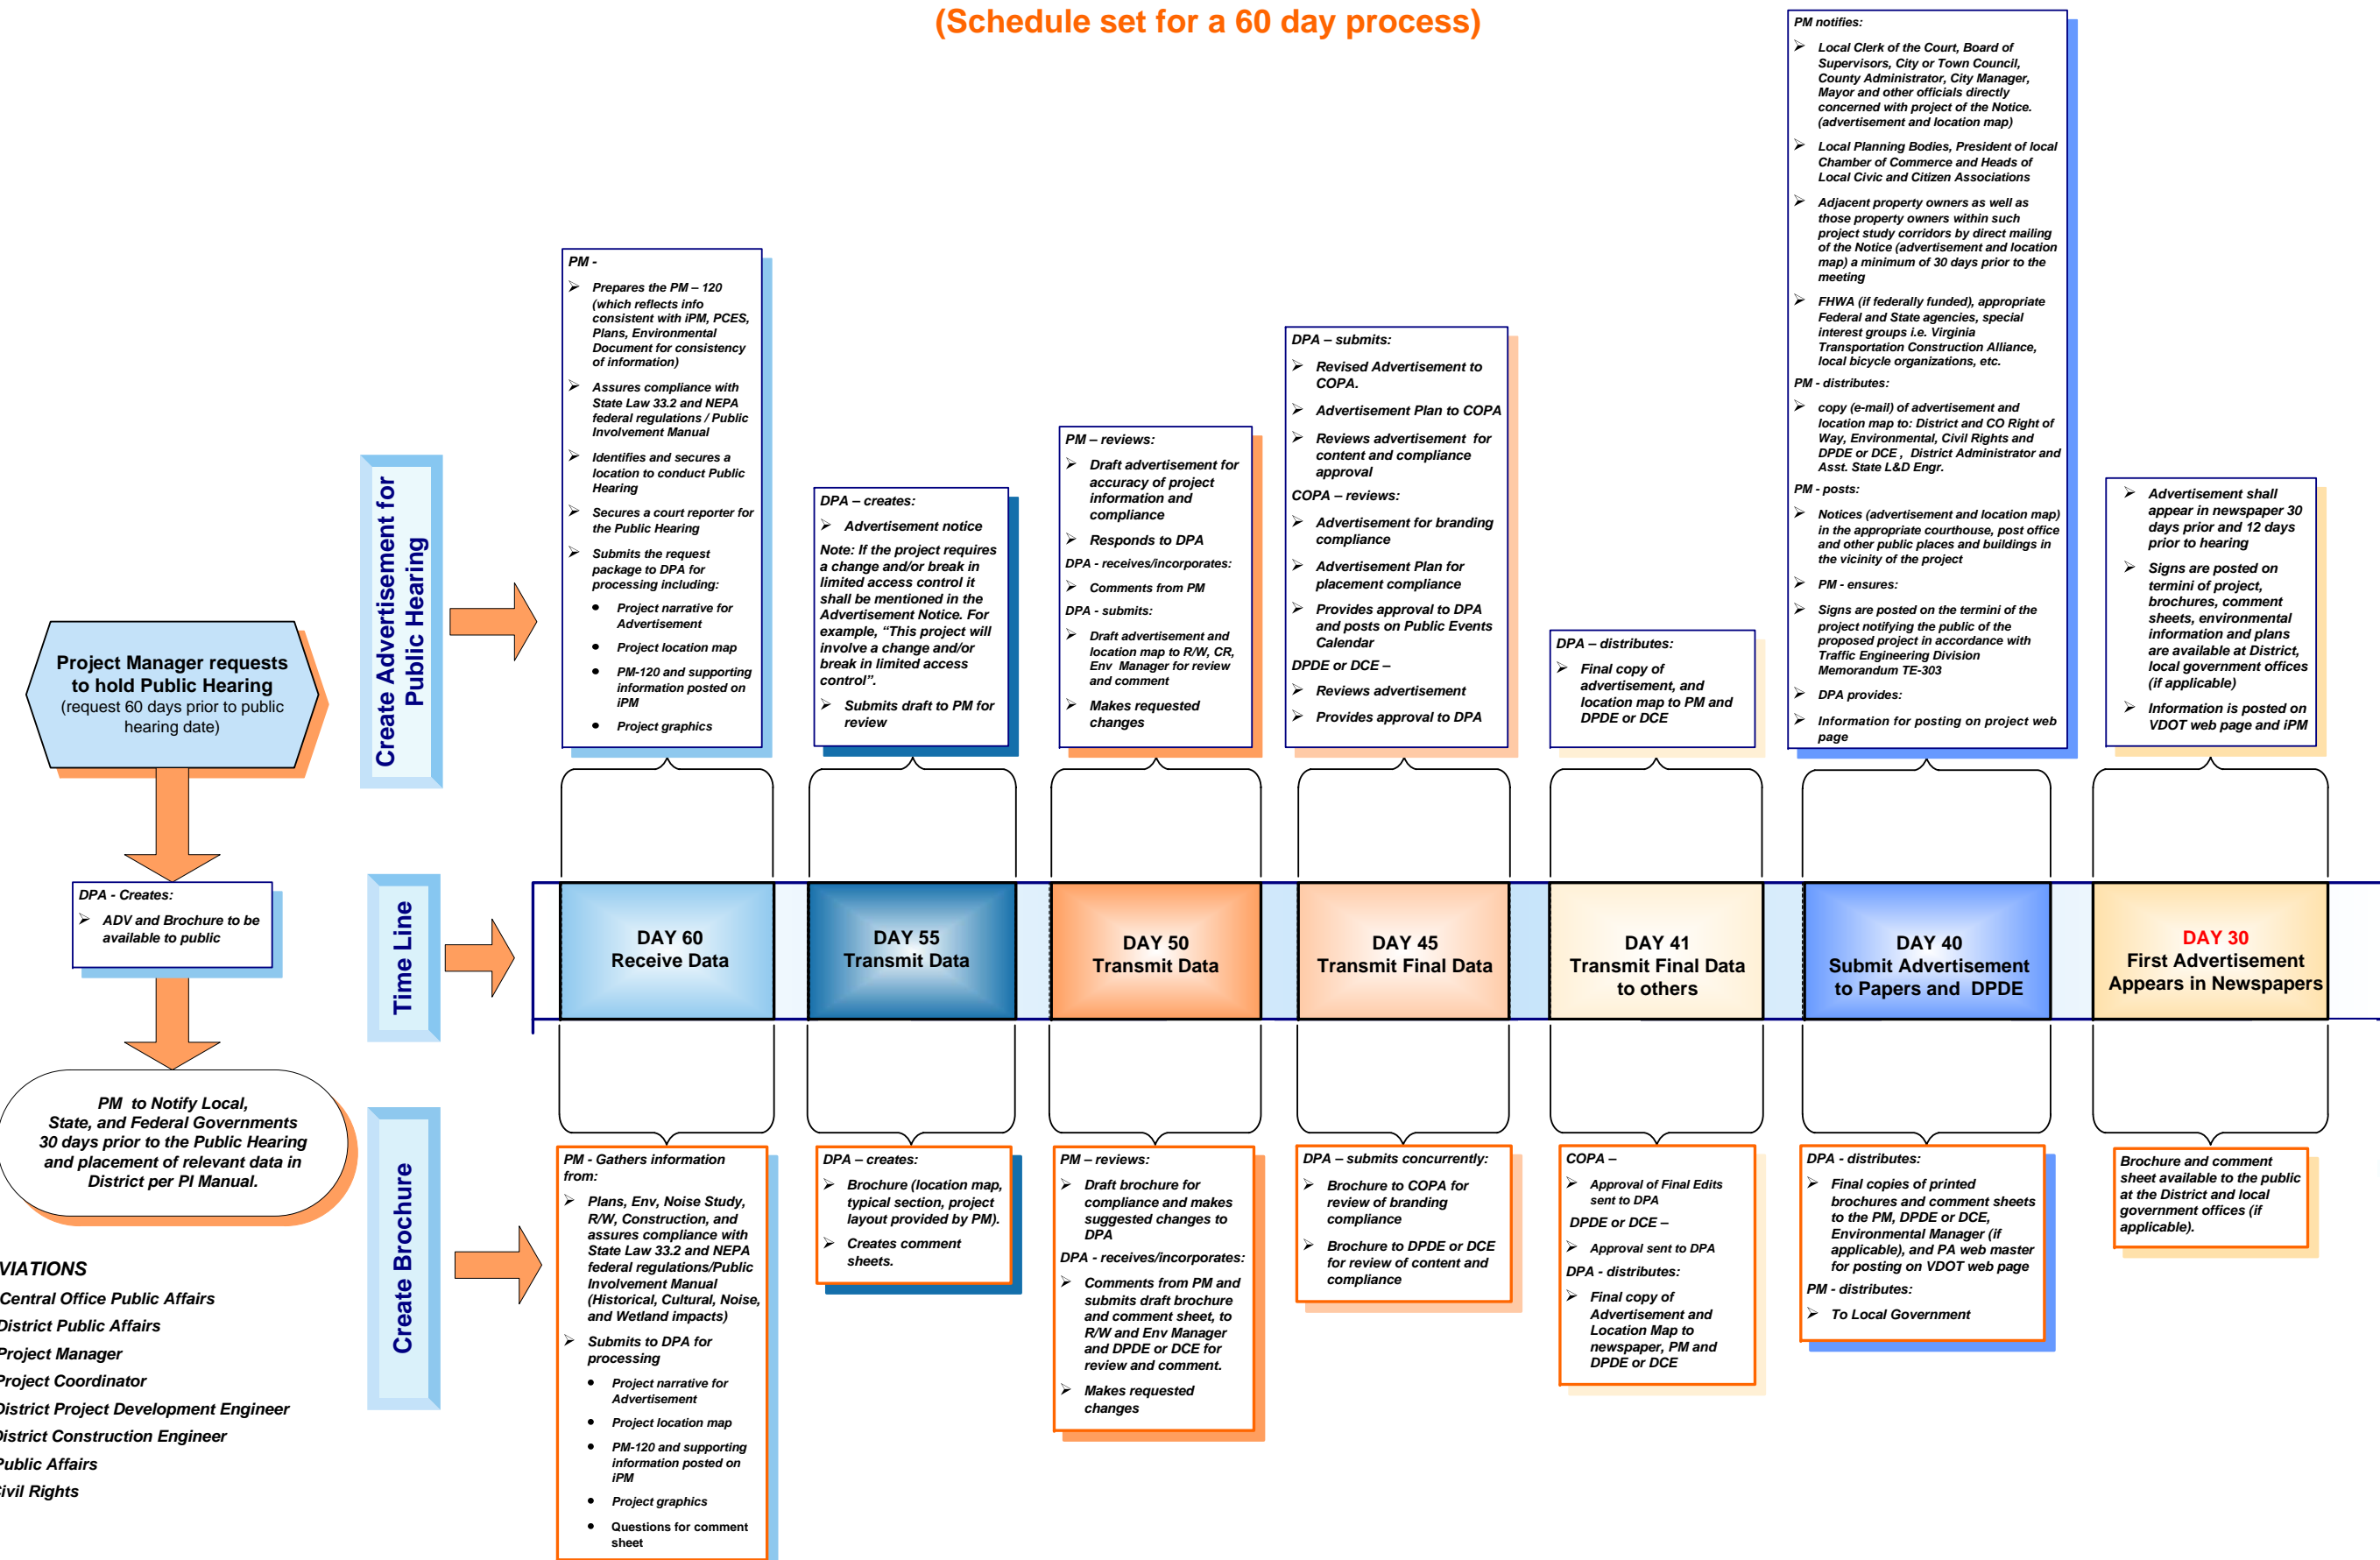 (Schedule set for a 60 day process)
Project Manager requests
to hold Public Hearing
(request 60 days prior to public
hearing date)
DPA - Creates:
➢ ADV and Brochure to be
available to public
PM to Notify Local,
State, and Federal Governments
30 days prior to the Public Hearing
and placement of relevant data in
District per PI Manual.
VIATIONS
Central Office Public Affairs
District Public Affairs
Project Manager
Project Coordinator
District Project Development Engineer
District Construction Engineer
Public Affairs
Civil Rights
Create Advertisement for
Public Hearing
PM -
➢ Prepares the PM – 120
(which reflects info
consistent with iPM, PCES,
Plans, Environmental
Document for consistency
of information)
➢ Assures compliance with
State Law 33.2 and NEPA
federal regulations / Public
Involvement Manual
➢ Identifies and secures a
location to conduct Public
Hearing
➢ Secures a court reporter for
the Public Hearing
➢ Submits the request
package to DPA for
processing including:
• Project narrative for
Advertisement
• Project location map
• PM-120 and supporting
information posted on
iPM
• Project graphics
DPA – creates:
➢ Advertisement notice
Note: If the project requires
a change and/or break in
limited access control it
shall be mentioned in the
Advertisement Notice. For
example, “This project will
involve a change and/or
break in limited access
control”.
➢ Submits draft to PM for
review
PM – reviews:
➢ Draft advertisement for
accuracy of project
information and
compliance
➢ Responds to DPA
DPA - receives/incorporates:
➢ Comments from PM
DPA - submits:
➢ Draft advertisement and
location map to R/W, CR,
Env Manager for review
and comment
➢ Makes requested
changes
DPA – submits:
➢ Revised Advertisement to
COPA.
➢ Advertisement Plan to COPA
➢ Reviews advertisement for
content and compliance
approval
COPA – reviews:
➢ Advertisement for branding
compliance
➢ Advertisement Plan for
placement compliance
➢ Provides approval to DPA
and posts on Public Events
Calendar
DPDE or DCE –
➢ Reviews advertisement
➢ Provides approval to DPA
DPA – distributes:
➢ Final copy of
advertisement, and
location map to PM and
DPDE or DCE
PM notifies:
➢ Local Clerk of the Court, Board of
Supervisors, City or Town Council,
County Administrator, City Manager,
Mayor and other officials directly
concerned with project of the Notice.
(advertisement and location map)
➢ Local Planning Bodies, President of local
Chamber of Commerce and Heads of
Local Civic and Citizen Associations
➢ Adjacent property owners as well as
those property owners within such
project study corridors by direct mailing
of the Notice (advertisement and location
map) a minimum of 30 days prior to the
meeting
➢ FHWA (if federally funded), appropriate
Federal and State agencies, special
interest groups i.e. Virginia
Transportation Construction Alliance,
local bicycle organizations, etc.
PM - distributes:
➢ copy (e-mail) of advertisement and
location map to: District and CO Right of
Way, Environmental, Civil Rights and
DPDE or DCE , District Administrator and
Asst. State L&D Engr.
PM - posts:
➢ Notices (advertisement and location map)
in the appropriate courthouse, post office
and other public places and buildings in
the vicinity of the project
➢ PM - ensures:
➢ Signs are posted on the termini of the
project notifying the public of the
proposed project in accordance with
Traffic Engineering Division
Memorandum TE-303
➢ DPA provides:
➢ Information for posting on project web
page
➢ Advertisement shall
appear in newspaper 30
days prior and 12 days
prior to hearing
➢ Signs are posted on
termini of project,
brochures, comment
sheets, environmental
information and plans
are available at District,
local government offices
(if applicable)
➢ Information is posted on
VDOT web page and iPM
Time Line
DAY 60
Receive Data
DAY 55
Transmit Data
DAY 50
Transmit Data
DAY 45
Transmit Final Data
DAY 41
Transmit Final Data
to others
DAY 40
Submit Advertisement
to Papers and DPDE
DAY 30
First Advertisement
Appears in Newspapers
Create Brochure
PM - Gathers information
from:
➢ Plans, Env, Noise Study,
R/W, Construction, and
assures compliance with
State Law 33.2 and NEPA
federal regulations/Public
Involvement Manual
(Historical, Cultural, Noise,
and Wetland impacts)
➢ Submits to DPA for
processing
• Project narrative for
Advertisement
• Project location map
• PM-120 and supporting
information posted on
iPM
• Project graphics
• Questions for comment
sheet
DPA – creates:
➢ Brochure (location map,
typical section, project
layout provided by PM).
➢ Creates comment
sheets.
PM – reviews:
➢ Draft brochure for
compliance and makes
suggested changes to
DPA
DPA - receives/incorporates:
➢ Comments from PM and
submits draft brochure
and comment sheet, to
R/W and Env Manager
and DPDE or DCE for
review and comment.
➢ Makes requested
changes
DPA – submits concurrently:
➢ Brochure to COPA for
review of branding
compliance
➢ Brochure to DPDE or DCE
for review of content and
compliance
COPA –
➢ Approval of Final Edits
sent to DPA
DPDE or DCE –
➢ Approval sent to DPA
DPA - distributes:
➢ Final copy of
Advertisement and
Location Map to
newspaper, PM and
DPDE or DCE
DPA - distributes:
➢ Final copies of printed
brochures and comment sheets
to the PM, DPDE or DCE,
Environmental Manager (if
applicable), and PA web master
for posting on VDOT web page
PM - distributes:
➢ To Local Government
Brochure and comment
sheet available to the public
at the District and local
government offices (if
applicable).